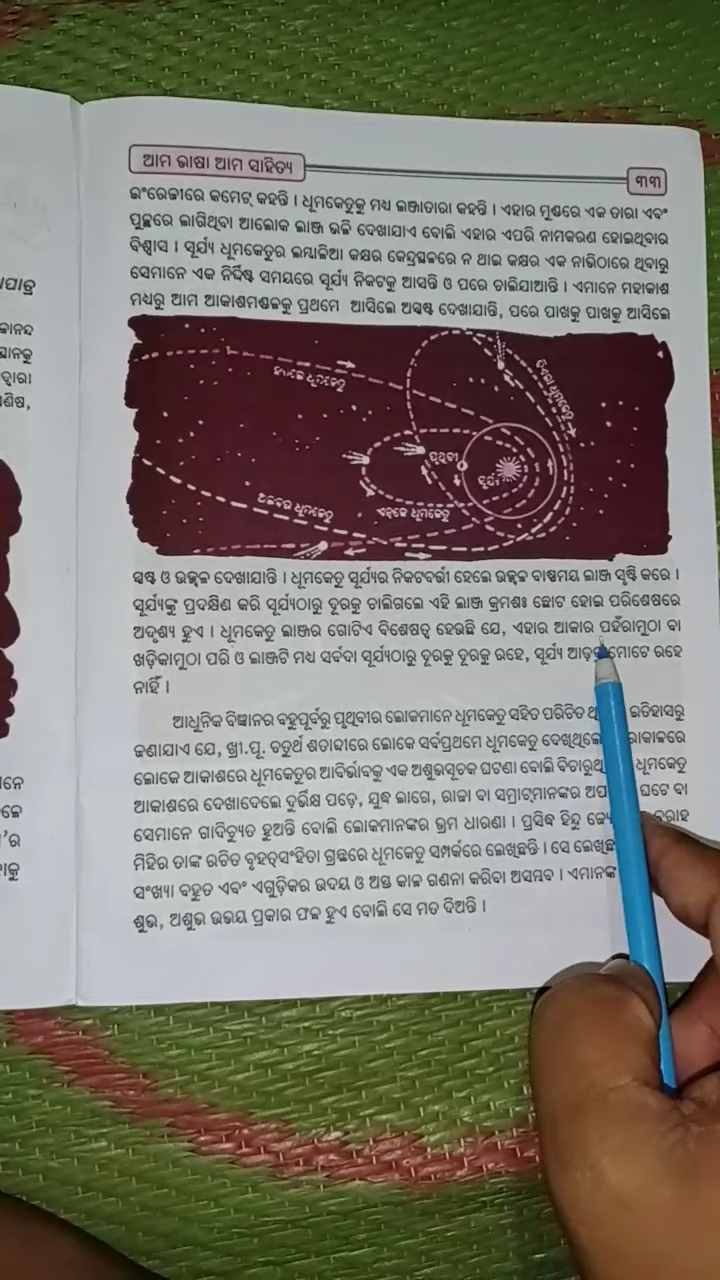 ଆମ ଭାଷା ଆମ ସାହିତ୍ୟ
୩୩
ଇଂରେଜୀରେ କମେଟ୍ କହନ୍ତି । ଧୂମକେତୁକୁ ମଧ୍ୟ ଲଞ୍ଜାତାରା କହନ୍ତି । ଏହାର ମୁଣ୍ଡରେ ଏକ ତାରା ଏବଂ
ପୁଚ୍ଛରେ ଲାଗିଥିବା ଆଲୋକ ଲାଞ୍ଜ ଭଳି ଦେଖାଯାଏ ବୋଲି ଏହାର ଏପରି ନାମକରଣ ହୋଇଥିବାର
ବିଶ୍ୱାସ । ସୂର୍ଯ୍ୟ ଧୂମକେତୁର ଲମ୍ବାଳିଆ କକ୍ଷର କେନ୍ଦ୍ରସ୍ଥଳରେ ନ ଥାଇ କକ୍ଷର ଏକ ନାଭିଠାରେ ଥିବାରୁ
ସେମାନେ ଏକ ନିର୍ଦ୍ଦିଷ୍ଟ ସମୟରେ ସୂର୍ଯ୍ୟ ନିକଟକୁ ଆସନ୍ତି ଓ ପରେ ଚାଲିଯାଆନ୍ତି । ଏମାନେ ମହାକାଶ
ମଧ୍ୟରୁ ଆମ ଆକାଶମଣ୍ଡଳକୁ ପ୍ରଥମେ ଆସିଲେ ଅସ୍ପଷ୍ଟ ଦେଖାଯାନ୍ତି, ପରେ ପାଖକୁ ପାଖକୁ ଆସିଲେ
ହ୍ୟାଲେ ଧୂମକେତୁ
ଧୂମକେତୁ
ପୃଥିବୀ
ସୂର୍ଯ୍ୟ
ଧୂମକେତୁ
ଏନ୍‌କେ ଧୂମକେତୁ
ସ୍ପଷ୍ଟ ଓ ଉଜ୍ଜ୍ୱଳ ଦେଖାଯାନ୍ତି । ଧୂମକେତୁ ସୂର୍ଯ୍ୟର ନିକଟବର୍ତ୍ତୀ ହେଲେ ଉଜ୍ଜ୍ୱଳ ବାଷ୍ପମୟ ଲାଞ୍ଜ ସୃଷ୍ଟି କରେ ।
ସୂର୍ଯ୍ୟଙ୍କୁ ପ୍ରଦକ୍ଷିଣ କରି ସୂର୍ଯ୍ୟଠାରୁ ଦୂରକୁ ଚାଲିଗଲେ ଏହି ଲାଞ୍ଜ କ୍ରମଶଃ ଛୋଟ ହୋଇ ପରିଶେଷରେ
ଅଦୃଶ୍ୟ ହୁଏ । ଧୂମକେତୁ ଲାଞ୍ଜର ଗୋଟିଏ ବିଶେଷତ୍ୱ ହେଉଛି ଯେ, ଏହାର ଆକାର ପହଁରାମୁଠା ବା
ଖଡ଼ିକାମୁଠା ପରି ଓ ଲାଞ୍ଜଟି ମଧ୍ୟ ସର୍ବଦା ସୂର୍ଯ୍ୟଠାରୁ ଦୂରକୁ ଦୂରକୁ ରହେ, ସୂର୍ଯ୍ୟ ଆଡ଼କୁ ମୋଟେ ରହେ
ନାହିଁ ।
ଆଧୁନିକ ବିଜ୍ଞାନର ବହୁପୂର୍ବରୁ ପୃଥିବୀର ଲୋକମାନେ ଧୂମକେତୁ ସହିତ ପରିଚିତ ଇତିହାସରୁ
ଜଣାଯାଏ ଯେ, ଖ୍ରୀ.ପୂ. ଚତୁର୍ଥ ଶତାବ୍ଦୀରେ ଲୋକେ ସର୍ବପ୍ରଥମେ ଧୂମକେତୁ
ଲୋକେ ଆକାଶରେ ଧୂମକେତୁର ଆବିର୍ଭାବକୁ ଏକ ଅଶୁଭସୂଚକ ଘଟଣା ବୋଲି ଧୂମକେତୁ
ଆକାଶରେ ଦେଖାଦେଲେ ଦୁର୍ଭିକ୍ଷ ପଡ଼େ, ଯୁଦ୍ଧ ଲାଗେ, ରାଜା ବା ସମ୍ରାଟ୍‌ମାନଙ୍କର ଘଟେ ବା
ସେମାନେ ଗାଦିଚ୍ୟୁତ ହୁଅନ୍ତି ବୋଲି ଲୋକମାନଙ୍କର ଭ୍ରମ ଧାରଣା । ପ୍ରସିଦ୍ଧ ହିନ୍ଦୁ
ମିହିର ତାଙ୍କ ରଚିତ ବୃହତ୍‌ସଂହିତା ଗ୍ରନ୍ଥରେ ଧୂମକେତୁ ସମ୍ପର୍କରେ ଲେଖିଛନ୍ତି । ସେ
ସଂଖ୍ୟା ବହୁତ ଏବଂ ଏଗୁଡ଼ିକର ଉଦୟ ଓ ଅସ୍ତ କାଳ ଗଣନା କରିବା ଅସମ୍ଭବ ।
ଶୁଭ, ଅଶୁଭ ଉଭୟ ପ୍ରକାର ଫଳ ହୁଏ ବୋଲି ସେ ମତ ଦିଅନ୍ତି ।